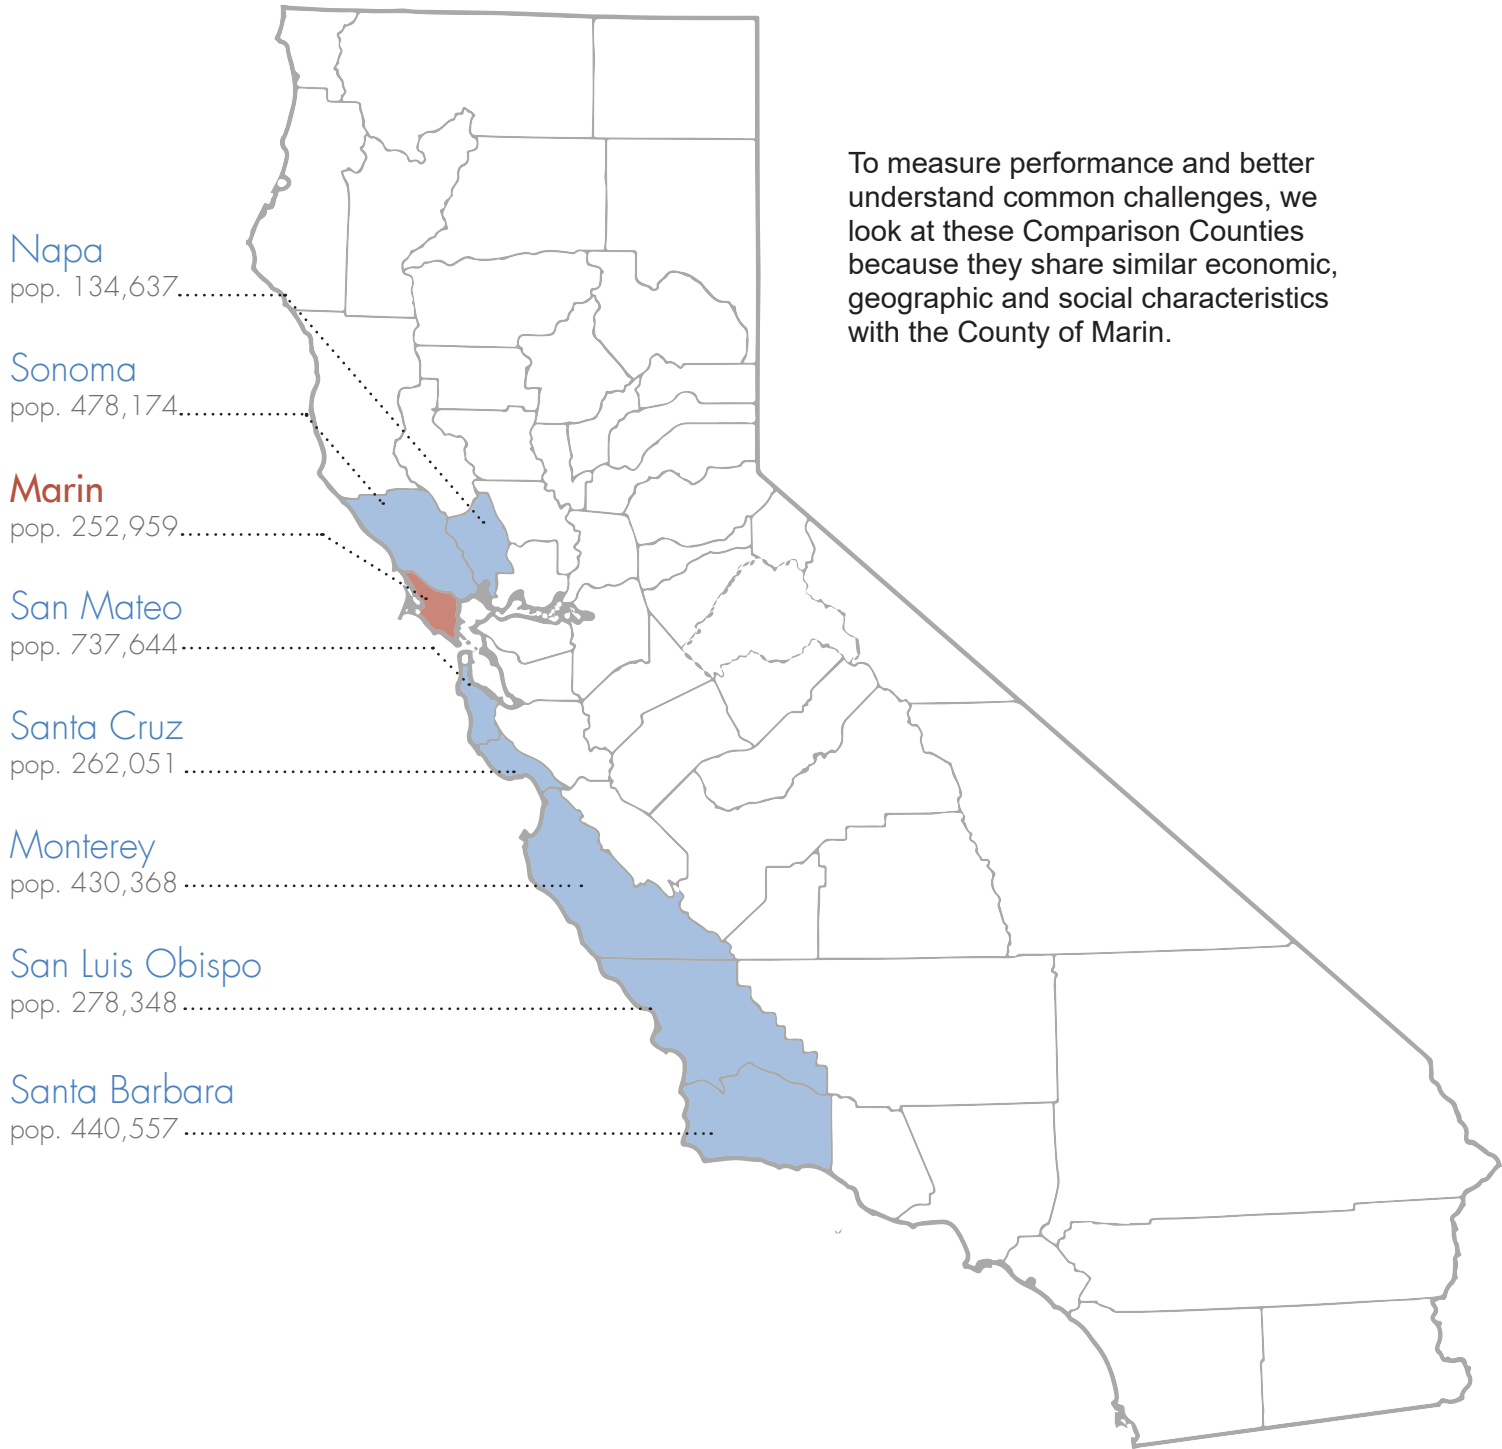 To measure performance and better
understand common challenges, we
look at these Comparison Counties
because they share similar economic,
geographic and social characteristics
with the County of Marin.
Napa
pop. 134,637
Sonoma
pop. 478,174
Marin
pop. 252,959
San Mateo
pop. 737,644
Santa Cruz
pop. 262,051
Monterey
pop. 430,368
San Luis Obispo
pop. 278,348
Santa Barbara
pop. 440,557